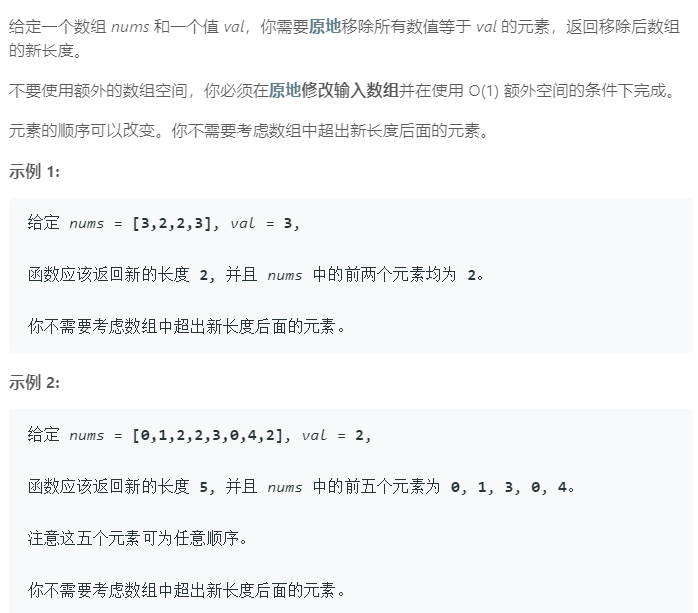 给定一个数组 nums 和一个值 val，你需要原地移除所有数值等于 val 的元素，返回移除后数组
的新长度。
不要使用额外的数组空间，你必须在原地修改输入数组并在使用 O(1) 额外空间的条件下完成。
元素的顺序可以改变。你不需要考虑数组中超出新长度后面的元素。
示例 1:
给定 nums = [3,2,2,3], val = 3,
函数应该返回新的长度 2, 并且 nums 中的前两个元素均为 2。
你不需要考虑数组中超出新长度后面的元素。
示例 2:
给定 nums = [0,1,2,2,3,0,4,2], val = 2,
函数应该返回新的长度 5, 并且 nums 中的前五个元素为 0, 1, 3, 0, 4。
注意这五个元素可为任意顺序。
你不需要考虑数组中超出新长度后面的元素。